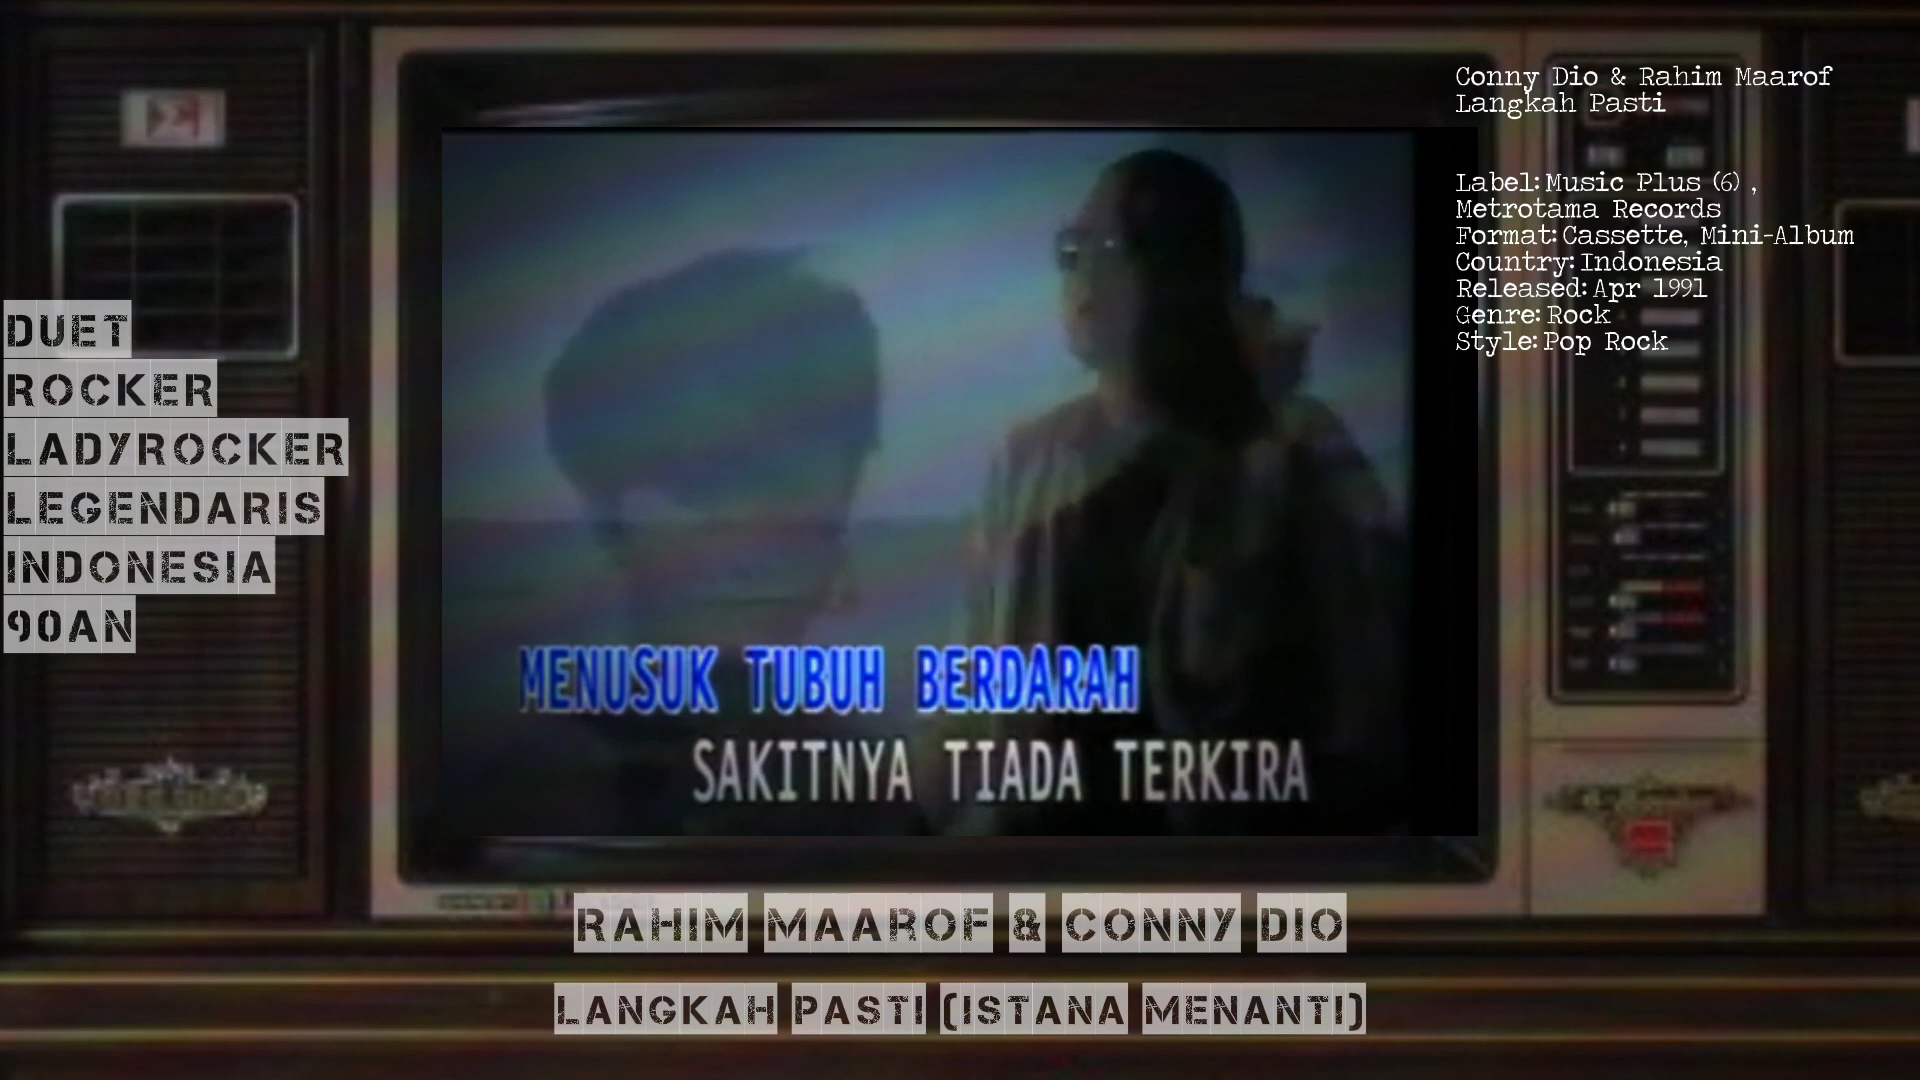 Conny Dio & Rahim Maarof
Langkah Pasti
Label: Music Plus (6) ,
Metrotama Records
Format: Cassette, Mini-Album
Country: Indonesia
Released: Apr 1991
Genre: Rock
Style: Pop Rock
DUET
ROCKER
LADYROCKER
LEGENDARIS
INDONESIA
90AN
MENUSUK TUBUH BERDARAH
SAKITNYA TIADA TERKIRA
RAHIM MAAROF & CONNY DIO
LANGKAH PASTI (ISTANA MENANTI)